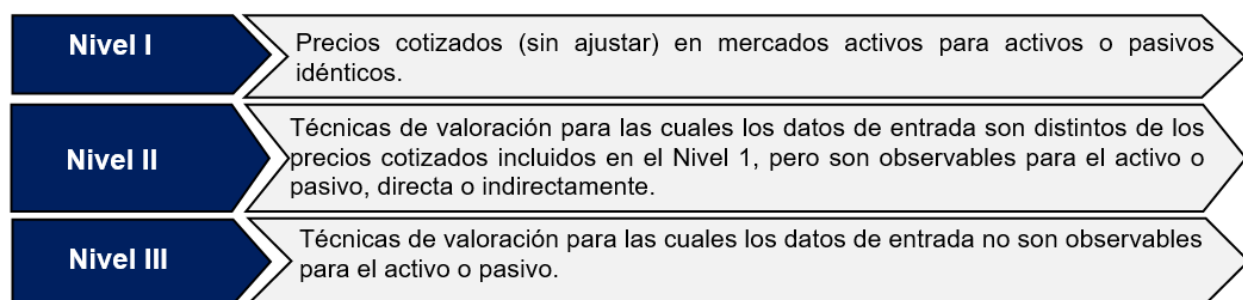 Nivel I
Precios cotizados (sin ajustar) en mercados activos para activos o pasivos
idénticos.
Nivel II
Técnicas de valoración para las cuales los datos de entrada son distintos de los
precios cotizados incluidos en el Nivel 1, pero son observables para el activo o
pasivo, directa o indirectamente.
Nivel III
Técnicas de valoración para las cuales los datos de entrada no son observables
para el activo o pasivo.